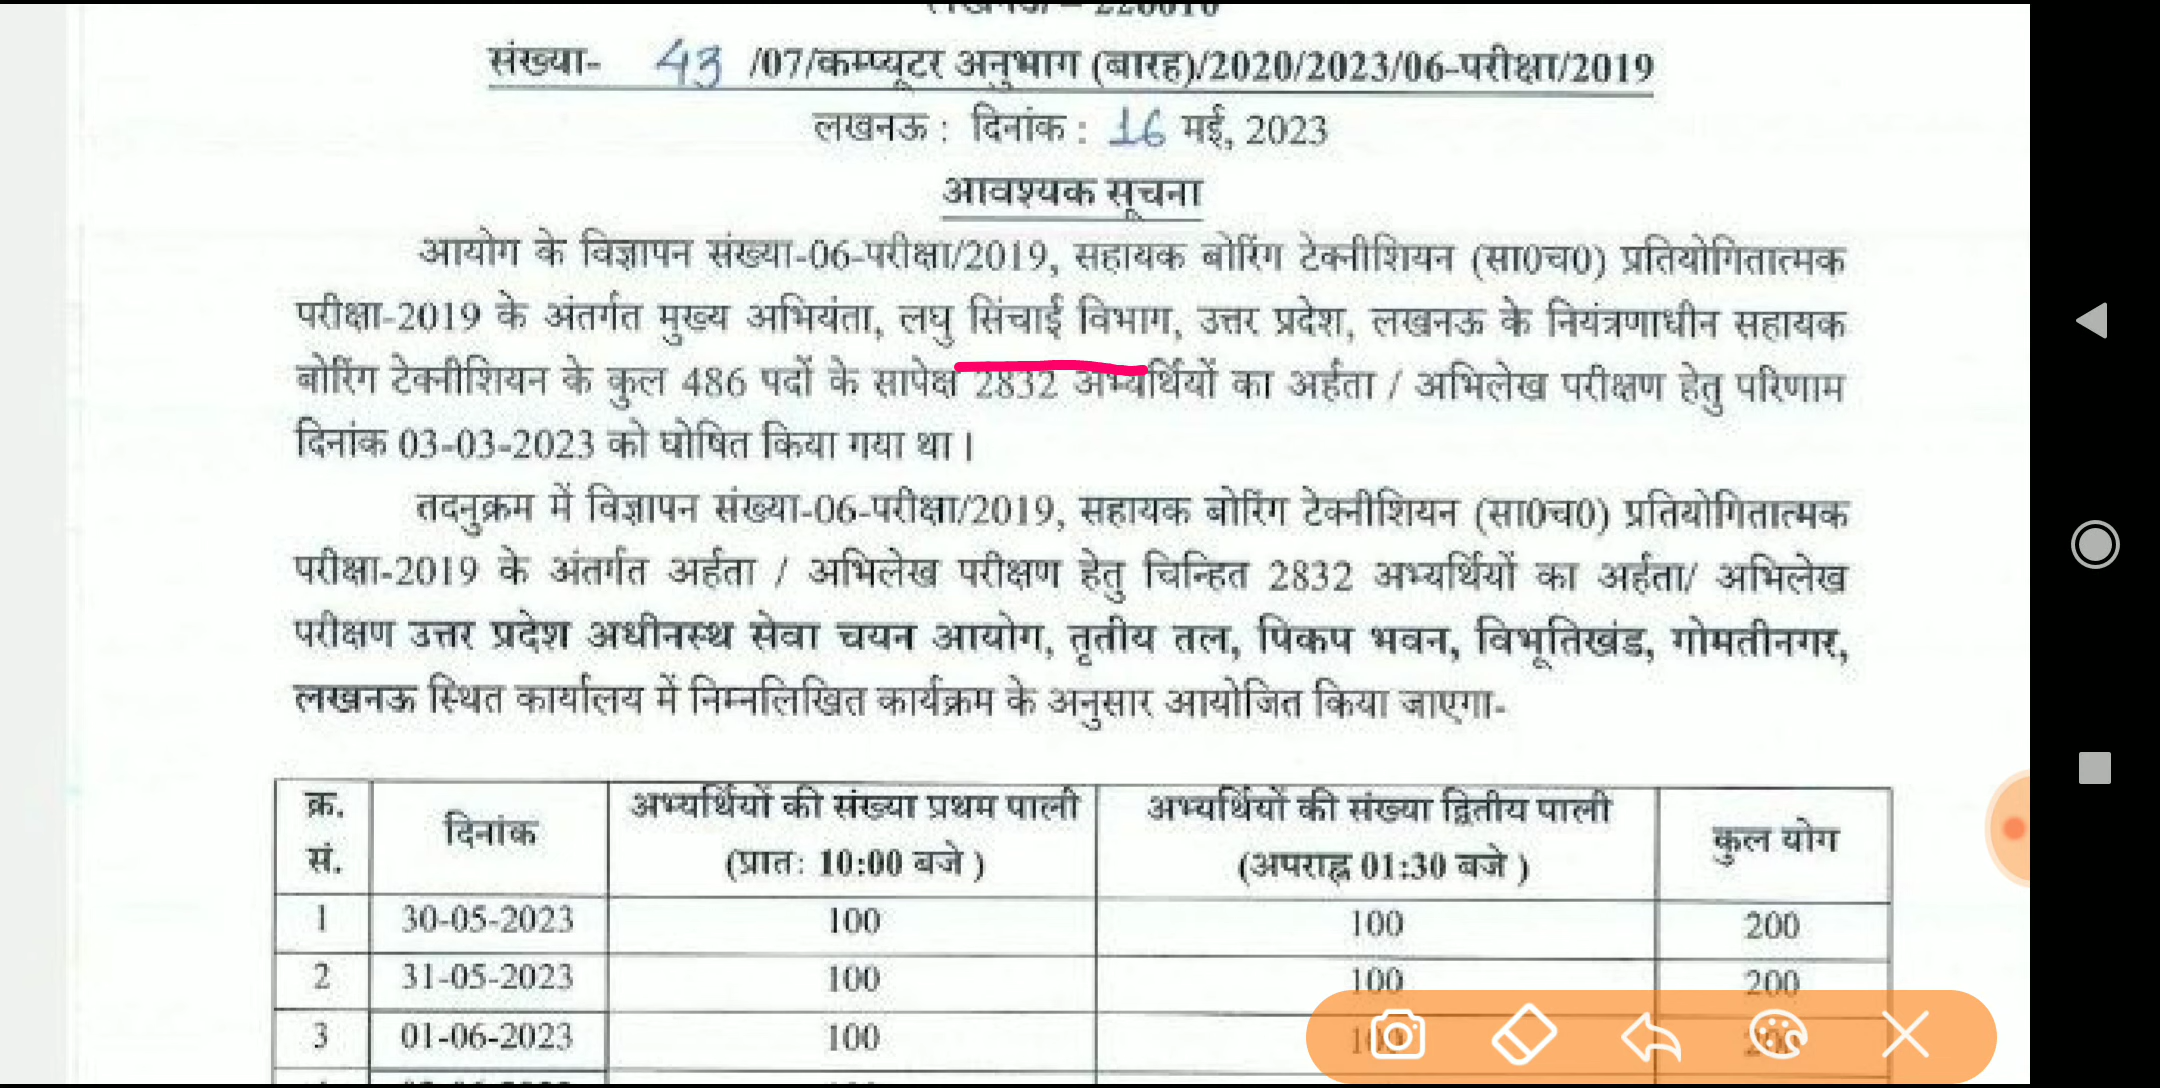 संख्या- 43 /07/कम्प्यूटर अनुभाग (बारह)/2020/2023/06-परीक्षा/2019
लखनऊ : दिनांक : 16 मई, 2023
आवश्यक सूचना
आयोग के विज्ञापन संख्या-06-परीक्षा/2019, सहायक बोरिंग टेक्नीशियन (सा0च0) प्रतियोगितात्मक
परीक्षा-2019 के अंतर्गत मुख्य अभियंता, लघु सिंचाई विभाग, उत्तर प्रदेश, लखनऊ के नियंत्रणाधीन सहायक
बोरिंग टेक्नीशियन के कुल 486 पदों के सापेक्ष 2832 अभ्यर्थियों का अर्हता / अभिलेख परीक्षण हेतु परिणाम
दिनांक 03-03-2023 को घोषित किया गया था।
तदनुक्रम में विज्ञापन संख्या-06-परीक्षा/2019, सहायक बोरिंग टेक्नीशियन (सा0च0) प्रतियोगितात्मक
परीक्षा-2019 के अंतर्गत अर्हता / अभिलेख परीक्षण हेतु चिन्हित 2832 अभ्यर्थियों का अर्हता/ अभिलेख
परीक्षण उत्तर प्रदेश अधीनस्थ सेवा चयन आयोग, तृतीय तल, पिकप भवन, विभूतिखंड, गोमतीनगर,
लखनऊ स्थित कार्यालय में निम्नलिखित कार्यक्रम के अनुसार आयोजित किया जाएगा-
क्र. सं. दिनांक अभ्यर्थियों की संख्या प्रथम पाली (प्रातः 10:00 बजे ) अभ्यर्थियों की संख्या द्वितीय पाली (अपराह्न 01:30 बजे ) कुल योग
1 30-05-2023 100 100 200
2 31-05-2023 100 100 200
3 01-06-2023 100